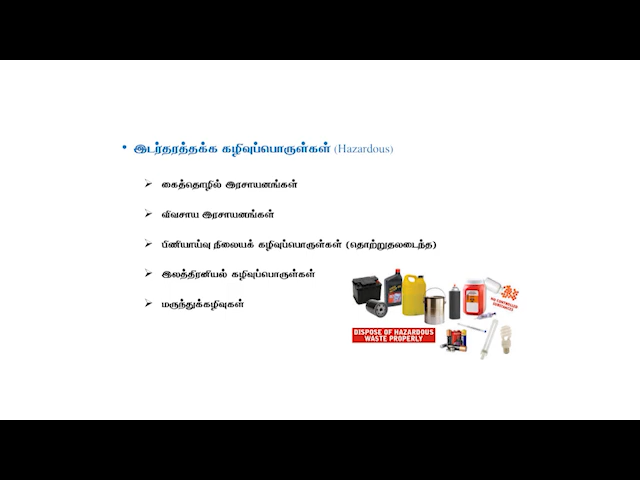 • இடர்தரத்தக்க கழிவுப்பொருள்கள் (Hazardous)
➢ கைத்தொழில் இரசாயனங்கள்
➢ விவசாய இரசாயனங்கள்
➢ பிணியாய்வு நிலையக் கழிவுப்பொருள்கள் (தொற்றுதலடைந்த)
➢ இலத்திரனியல் கழிவுப்பொருள்கள்
➢ மருந்துக்கழிவுகள்
DISPOSE OF HAZARDOUS
WASTE PROPERLY